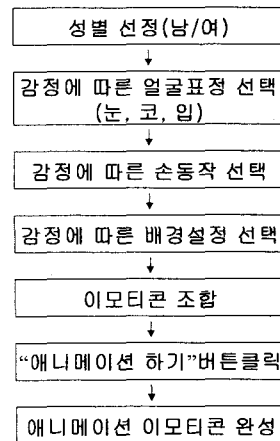 성별 선정(남/여)
감정에 따른 얼굴표정 선택
(눈, 코, 입)
감정에 따른 손동작 선택
감정에 따른 배경설정 선택
이모티콘 조합
“애니메이션 하기”버튼클릭
애니메이션 이모티콘 완성